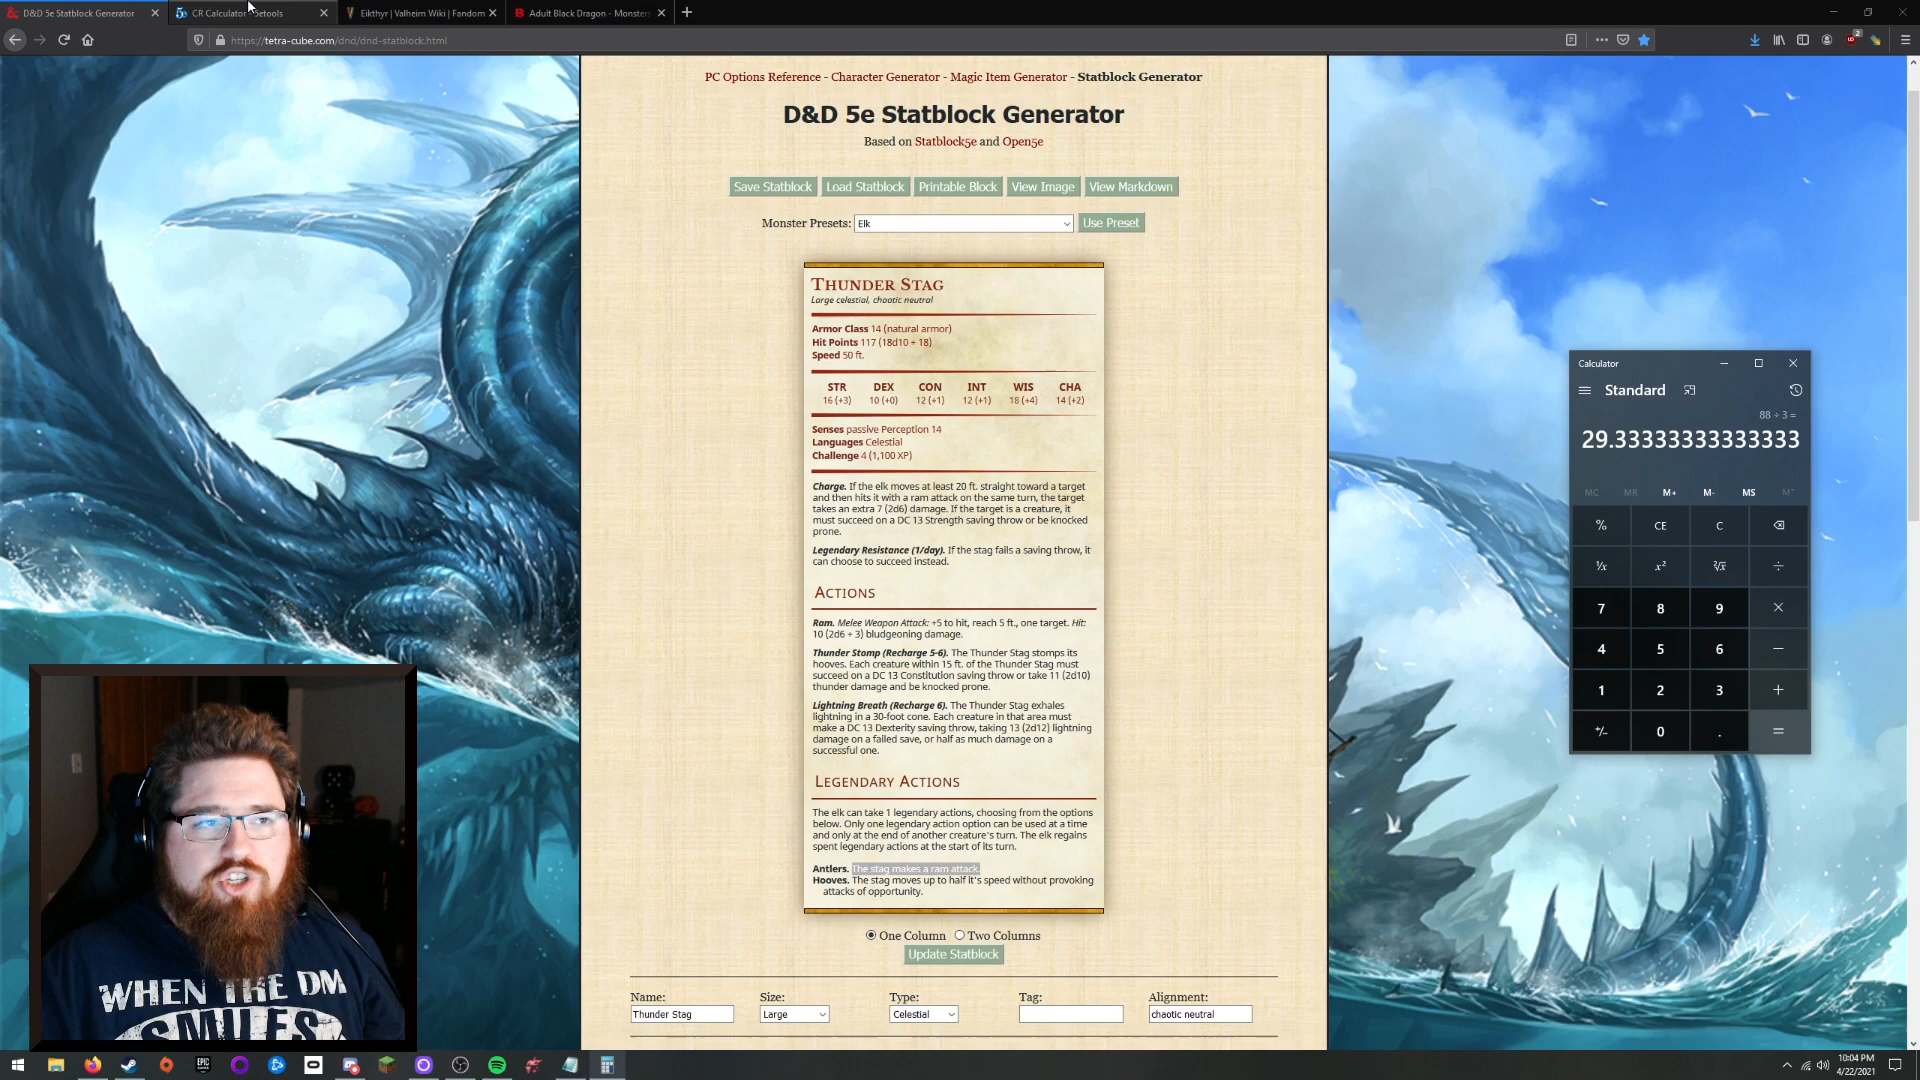 D&D 5e Statblock Generator
CR Calculator - 5etools
Eikthyr | Valheim Wiki | Fandom
Adult Black Dragon - Monsters
https://tetra-cube.com/dnd/dnd-statblock.html
PC Options Reference - Character Generator - Magic Item Generator - Statblock Generator
D&D 5e Statblock Generator
Based on Statblock5e and Open5e
Save Statblock Load Statblock Printable Block View Image View Markdown
Monster Presets: Elk Use Preset
Thunder Stag
Large celestial, chaotic neutral
Armor Class 14 (natural armor)
Hit Points 117 (18d10 + 18)
Speed 50 ft.
STR DEX CON INT WIS CHA
16 (+3) 10 (+0) 12 (+1) 12 (+1) 18 (+4) 14 (+2)
Senses passive Perception 14
Languages Celestial
Challenge 4 (1,100 XP)
Charge. If the elk moves at least 20 ft. straight toward a target
and then hits it with a ram attack on the same turn, the target
takes an extra 7 (2d6) damage. If the target is a creature, it
must succeed on a DC 13 Strength saving throw or be knocked
prone.
Legendary Resistance (1/day). If the stag fails a saving throw, it
can choose to succeed instead.
Actions
Ram. Melee Weapon Attack: +5 to hit, reach 5 ft., one target. Hit:
10 (2d6 + 3) bludgeoning damage.
Thunder Stomp (Recharge 5-6). The Thunder Stag stomps its
hooves. Each creature within 15 ft. of the Thunder Stag must
succeed on a DC 13 Constitution saving throw or take 11 (2d10)
thunder damage and be knocked prone.
Lightning Breath (Recharge 6). The Thunder Stag exhales
lightning in a 30-foot cone. Each creature in that area must
make a DC 13 Dexterity saving throw, taking 13 (2d12) lightning
damage on a failed save, or half as much damage on a
successful one.
Legendary Actions
The elk can take 1 legendary actions, choosing from the options
below. Only one legendary action option can be used at a time
and only at the end of another creature's turn. The elk regains
spent legendary actions at the start of its turn.
Antlers. The stag makes a ram attack.
Hooves. The stag moves up to half it's speed without provoking
attacks of opportunity.
One Column Two Columns
Update Statblock
Name: Size: Type: Tag: Alignment:
Thunder Stag Large Celestial chaotic neutral
Calculator
Standard
88 ÷ 3 =
29.33333333333333
MC MR M+ M- MS M˅
% CE C
¹/x x² ²√x ÷
7 8 9 ×
4 5 6 −
1 2 3 +
+/- 0 . =
WHEN THE DM
SMILES
EPIC
10:04 PM
4/22/2021